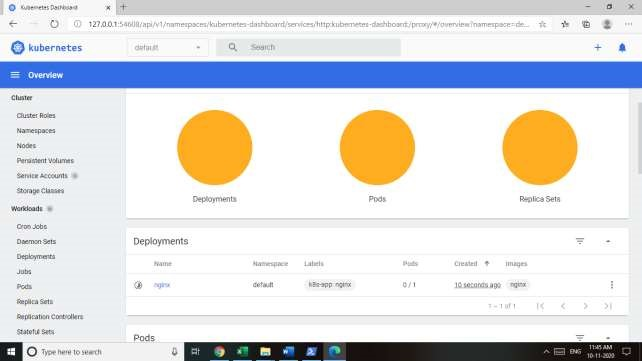 Kubernetes Dashboard
127.0.0.1:54608/api/v1/namespaces/kubernetes-dashboard/services/http:kubernetes-dashboard:/proxy/#/overview?namespace=de...
kubernetes
default
Search
Overview
Cluster
Cluster Roles
Namespaces
Nodes
Persistent Volumes
Service Accounts
Storage Classes
Workloads
Cron Jobs
Daemon Sets
Deployments
Jobs
Pods
Replica Sets
Replication Controllers
Stateful Sets
Deployments Pods Replica Sets
Deployments
Name Namespace Labels Pods Created Images
nginx default k8s-app: nginx 0 / 1 10 seconds ago nginx
1 – 1 of 1
Pods
Type here to search
ENG
11:45 AM
10-11-2020